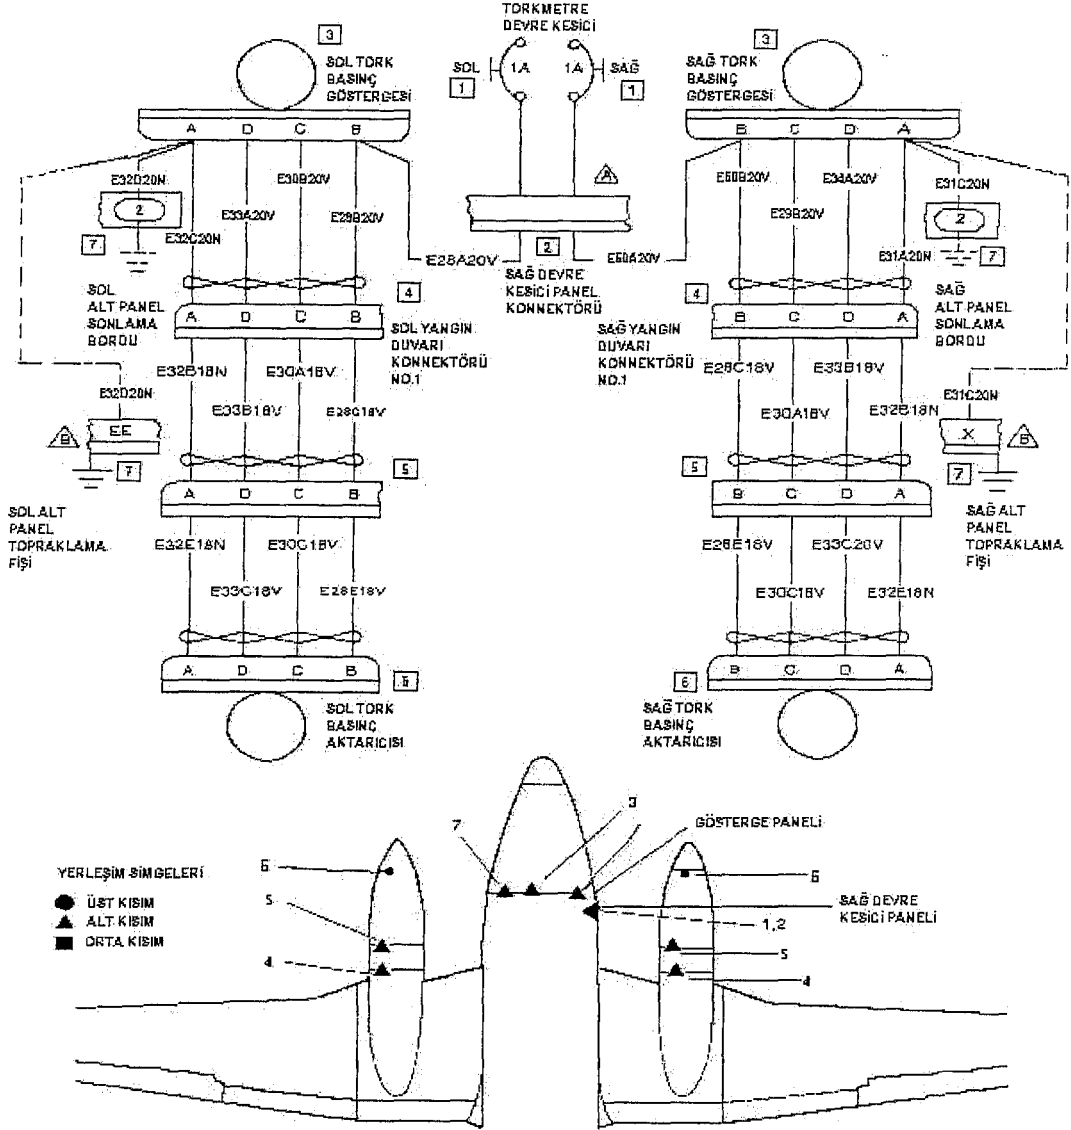 TORKMETRE
DEVRE KESİCİ
3
SOL TORK
BASINÇ
GÖSTERGESİ
SOL
1
1A
1A
SAĞ
1
SAĞ TORK
BASINÇ
GÖSTERGESİ
3
A D C B
B C D A
E32D20N
E30B20V
2
E33A20V
E29B20V
7
E32C20N
A
E28A20V
2
SAĞ DEVRE
KESİCİ PANEL
KONNEKTÖRÜ
E60A20V
E60B20V
E34A20V
E31C20N
E29B20V
2
E31A20N
7
SOL
ALT PANEL
SONLAMA
BORDU
4
A D C B
SOL YANGIN
DUVARI
KONNEKTÖRÜ
NO.1
4
SAĞ YANGIN
DUVARI
KONNEKTÖRÜ
NO.1
B C D A
SAĞ
ALT PANEL
SONLAMA
BORDU
E32B18N
E30A18V
E32D20N
E33B18V
E28C18V
B
EE
7
E28C18V
E33B18V
E31C20N
E30A18V
E32B18N
X
B
7
5
A D C B
5
B C D A
SOL ALT
PANEL
TOPRAKLAMA
FİŞİ
SAĞ ALT
PANEL
TOPRAKLAMA
FİŞİ
E32E18N
E30C18V
E33C18V
E28E18V
E28E18V
E33C20V
E30C18V
E32E18N
A D C B
6
SOL TORK
BASINÇ
AKTARICISI
B C D A
6
SAĞ TORK
BASINÇ
AKTARICISI
3
7
GÖSTERGE PANELİ
YERLEŞİM SİMGELERİ
ÜST KISIM
ALT KISIM
ORTA KISIM
6
6
5
SAĞ DEVRE
KESİCİ PANELİ
1,2
5
4
4